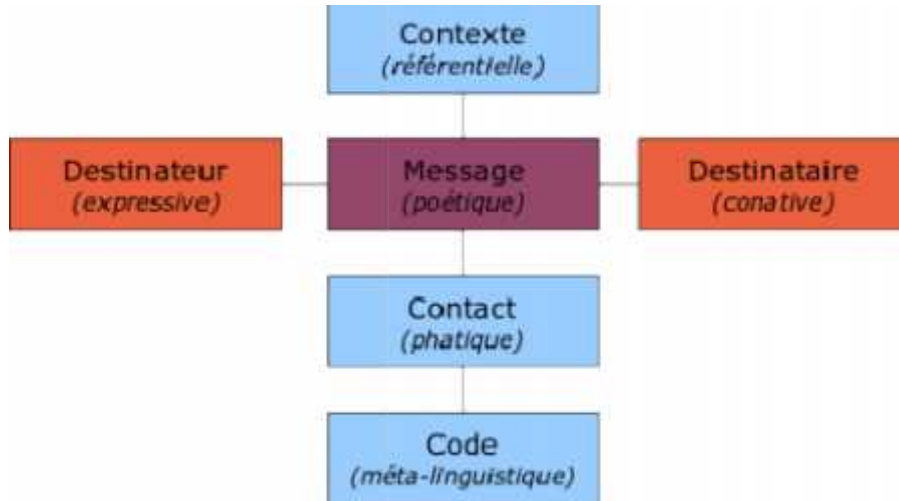 Contexte
(référentielle)
Destinateur
(expressive)
Message
(poétique)
Destinataire
(conative)
Contact
(phatique)
Code
(méta-linguistique)